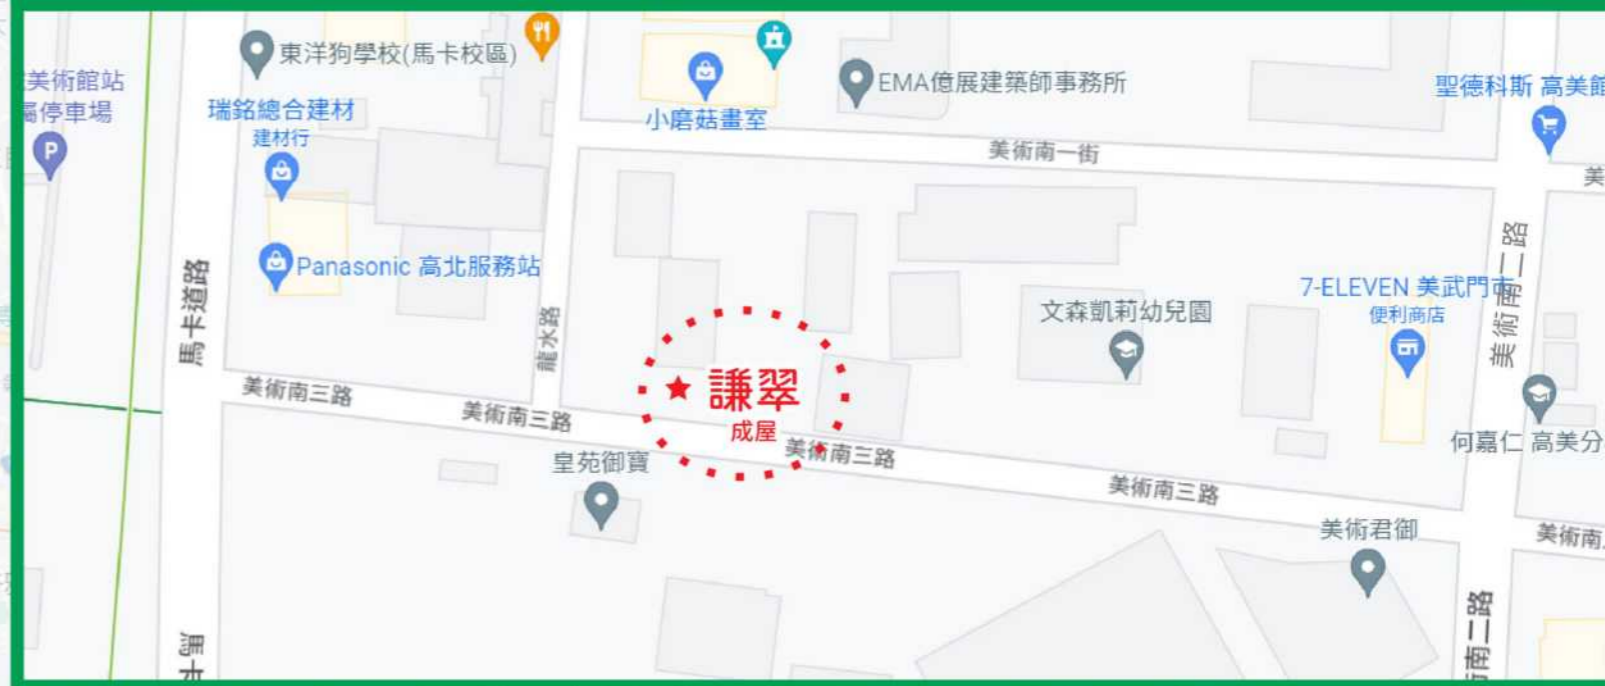 東洋狗學校(馬卡校區)
美術館站
停車場
P
瑞銘總合建材
建材行
小磨菇畫室
EMA億展建築師事務所
聖德科斯 高美館
美術南一街
美
Panasonic 高北服務站
馬卡道路
龍水路
文森凱莉幼兒園
7-ELEVEN 美武門市
便利商店
美術南二路
謙翠
成屋
美術南三路
美術南三路
美術南三路
美術南三路
何嘉仁 高美分
皇苑御寶
美術君御
美術南
馬卡
南二路